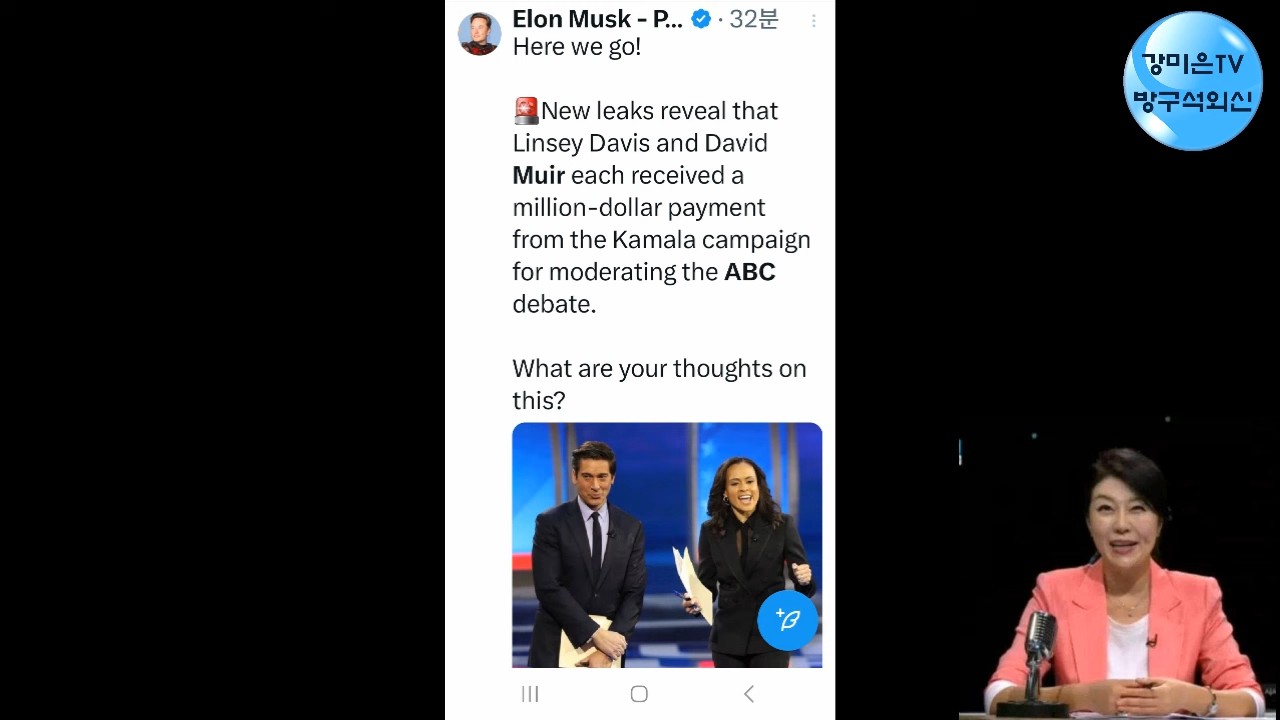 Elon Musk - P... · 32분
Here we go!
🚨New leaks reveal that
Linsey Davis and David
Muir each received a
million-dollar payment
from the Kamala campaign
for moderating the ABC
debate.
What are your thoughts on
this?
강미은TV
방구석외신